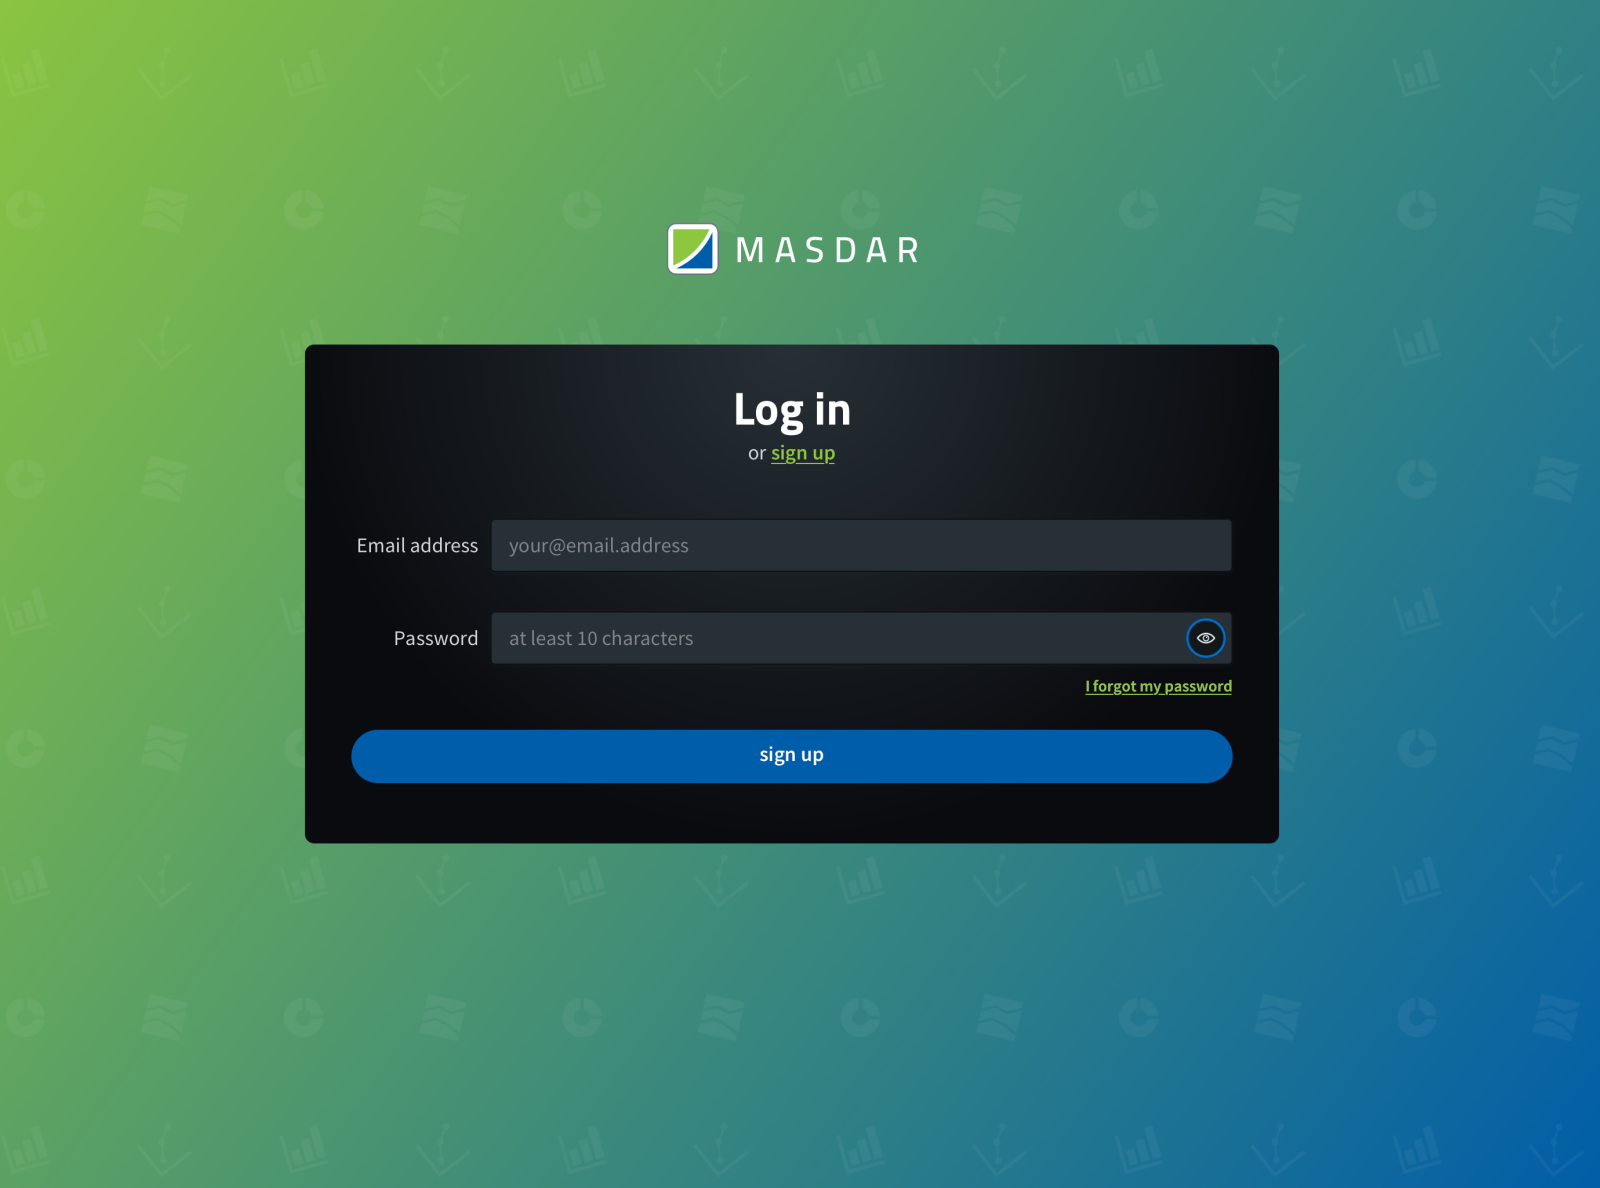 MASDAR
Log in
or sign up
Email address your@email.address
Password at least 10 characters
I forgot my password
sign up